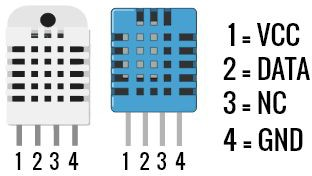 1 = VCC
2 = DATA
3 = NC
4 = GND
1 2 3 4
1 2 3 4